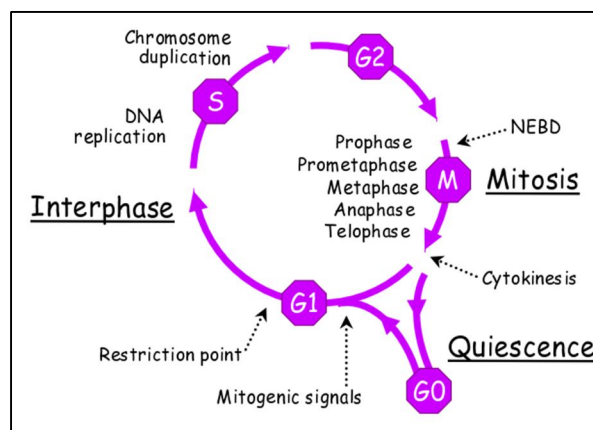 Chromosome
duplication
G2
S
DNA
replication
NEBD
Prophase
Prometaphase
Metaphase
Anaphase
Telophase
M
Mitosis
Interphase
Cytokinesis
G1
Restriction point
Mitogenic signals
Quiescence
G0